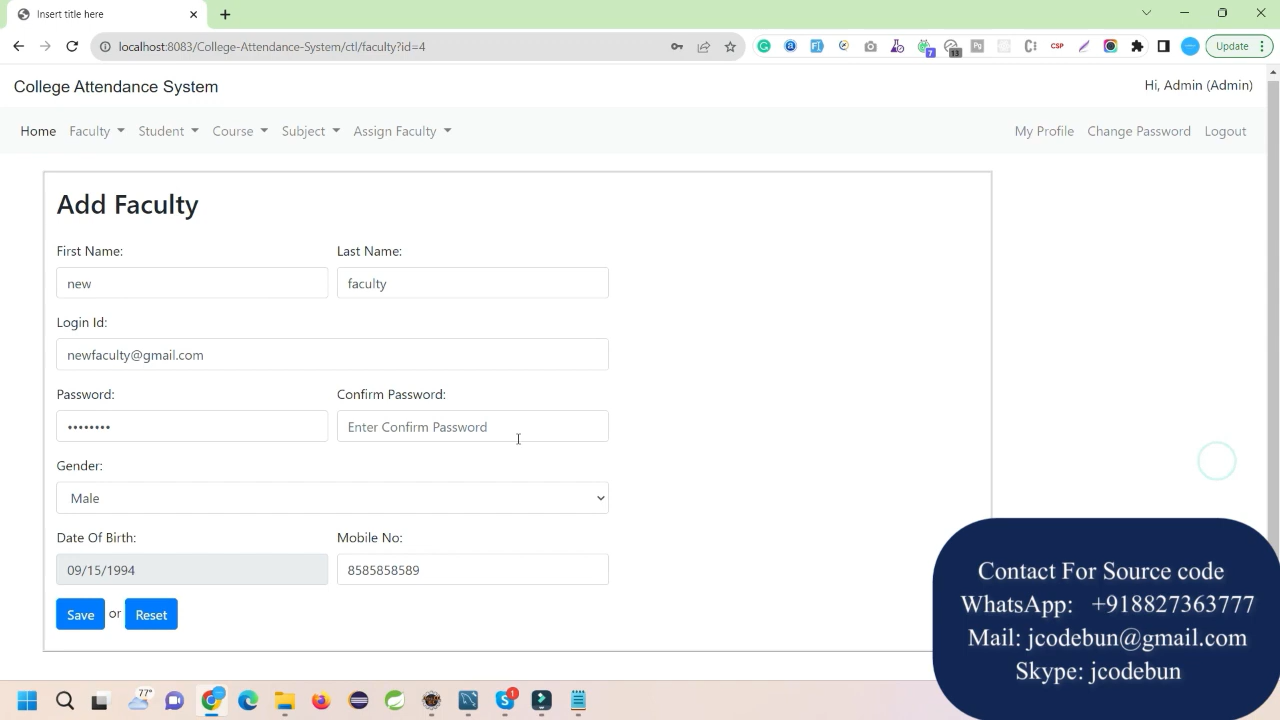 Insert title here
localhost:8083/College-Attendance-System/ctl/faculty?id=4
Update
College Attendance System
Hi, Admin (Admin)
Home Faculty Student Course Subject Assign Faculty
My Profile Change Password Logout
Add Faculty
First Name: Last Name:
new faculty
Login Id:
newfaculty@gmail.com
Password: Confirm Password:
•••••••• Enter Confirm Password
Gender:
Male
Date Of Birth: Mobile No:
09/15/1994 8585858589
Save or Reset
Contact For Source code
WhatsApp: +918827363777
Mail: jcodebun@gmail.com
Skype: jcodebun
77°
1